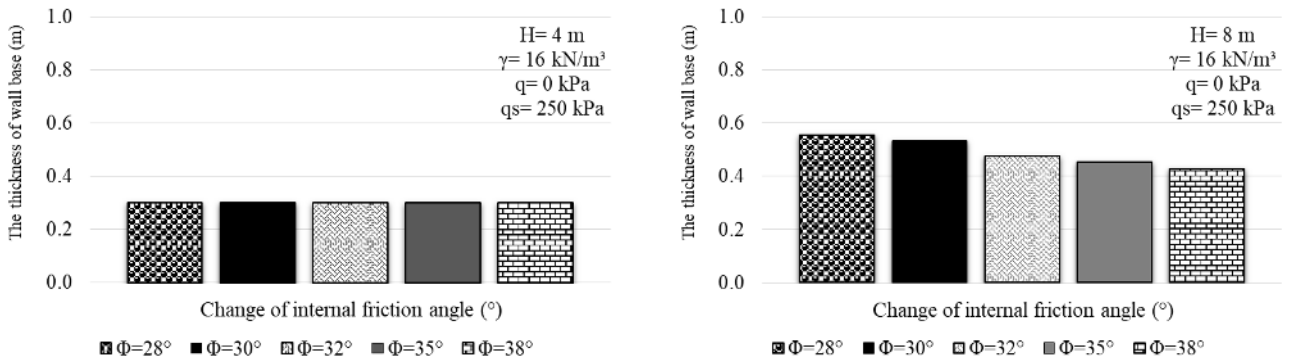 The thickness of wall base (m)
1.0
0.8
0.6
0.4
0.2
0.0
H= 4 m
γ= 16 kN/m³
q= 0 kPa
qs= 250 kPa
Change of internal friction angle (°)
Φ=28° Φ=30° Φ=32° Φ=35° Φ=38°
The thickness of wall base (m)
1.0
0.8
0.6
0.4
0.2
0.0
H= 8 m
γ= 16 kN/m³
q= 0 kPa
qs= 250 kPa
Change of internal friction angle (°)
Φ=28° Φ=30° Φ=32° Φ=35° Φ=38°